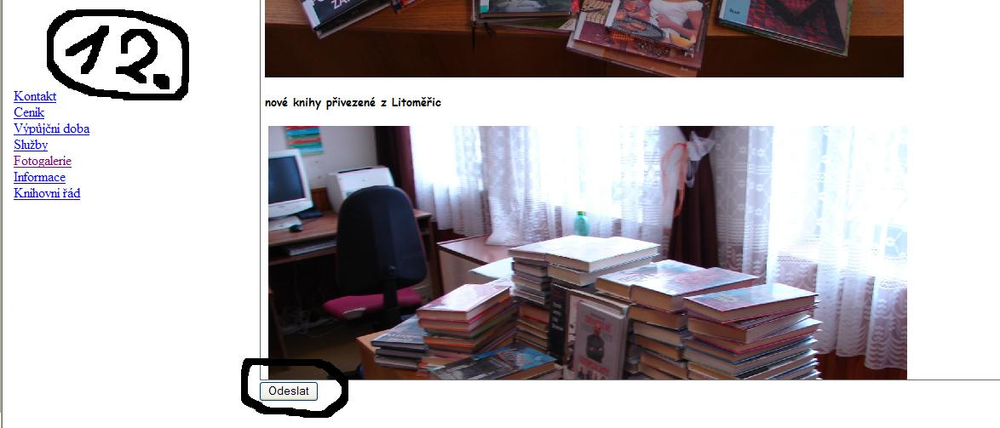 12.
Kontakt
Ceník
Výpůjční doba
Služby
Fotogalerie
Informace
Knihovní řád
nové knihy přivezené z Litoměřic
Odeslat